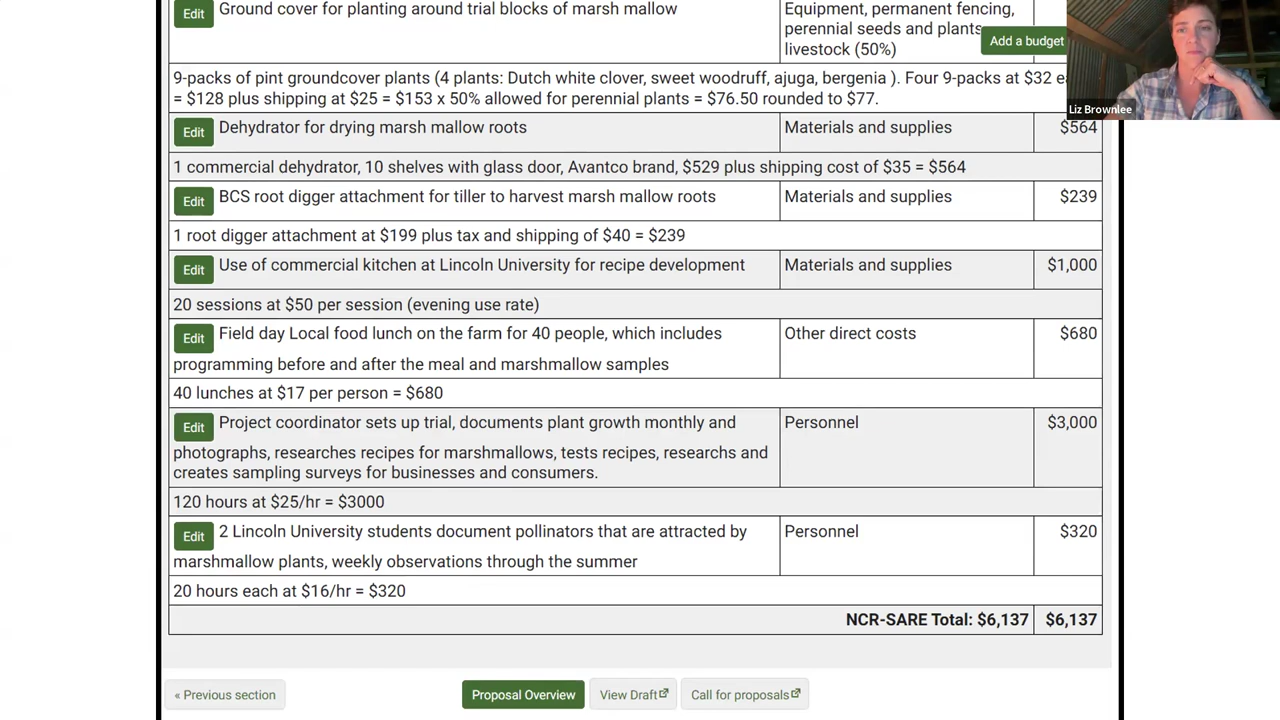 Edit Ground cover for planting around trial blocks of marsh mallow
Equipment, permanent fencing,
perennial seeds and plants,
livestock (50%)
Add a budget
Liz Brownlee
9-packs of pint groundcover plants (4 plants: Dutch white clover, sweet woodruff, ajuga, bergenia ). Four 9-packs at $32
= $128 plus shipping at $25 = $153 x 50% allowed for perennial plants = $76.50 rounded to $77.
Edit Dehydrator for drying marsh mallow roots Materials and supplies $564
1 commercial dehydrator, 10 shelves with glass door, Avantco brand, $529 plus shipping cost of $35 = $564
Edit BCS root digger attachment for tiller to harvest marsh mallow roots Materials and supplies $239
1 root digger attachment at $199 plus tax and shipping of $40 = $239
Edit Use of commercial kitchen at Lincoln University for recipe development Materials and supplies $1,000
20 sessions at $50 per session (evening use rate)
Edit Field day Local food lunch on the farm for 40 people, which includes Other direct costs $680
programming before and after the meal and marshmallow samples
40 lunches at $17 per person = $680
Edit Project coordinator sets up trial, documents plant growth monthly and Personnel $3,000
photographs, researches recipes for marshmallows, tests recipes, researchs and
creates sampling surveys for businesses and consumers.
120 hours at $25/hr = $3000
Edit 2 Lincoln University students document pollinators that are attracted by Personnel $320
marshmallow plants, weekly observations through the summer
20 hours each at $16/hr = $320
NCR-SARE Total: $6,137 $6,137
« Previous section Proposal Overview View Draft Call for proposals